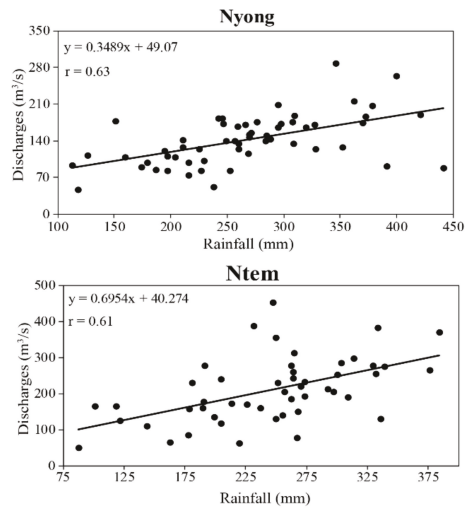 Nyong
350
y = 0.3489x + 49.07
r = 0.63
280
210
140
70
0
Discharges (m³/s)
100 150 200 250 300 350 400 450
Rainfall (mm)
Ntem
500
y = 0.6954x + 40.274
r = 0.61
400
300
200
100
0
Discharges (m³/s)
75 125 175 225 275 325 375
Rainfall (mm)